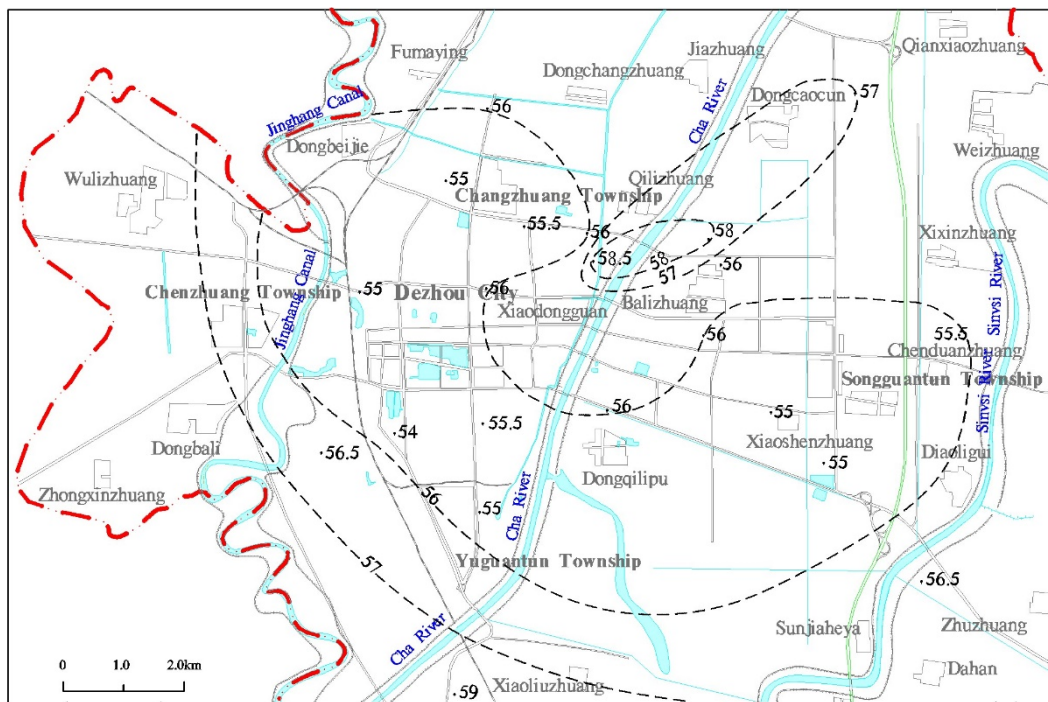 Fumaying
Jiazhuang
Qianxiaozhuang
Dongchangzhuang
Cha River
Dongcaocun
57
Jinghang Canal
56
Dongbeijie
Weizhuang
Wulizhuang
55
Qilizhuang
Changzhuang Township
55.5
56
58
Xixinzhuang
58.5
58
57
56
Chenzhuang Township
55
Dezhou City
56
Balizhuang
Xiaodongguan
Jinghang Canal
Sinvsi River
Sinvsi River
56
55.5
Chenduanzhuang
Songguantun Township
56
55
54
55.5
Dongbali
56.5
Xiaoshenzhuang
55
Diaoligui
Zhongxinzhuang
Dongqilipu
56
55
Cha River
57
Yuguantun Township
56.5
Cha River
Sunjiaheya
Zhuzhuang
0 1.0 2.0km
59
Xiaoliuzhuang
Dahan